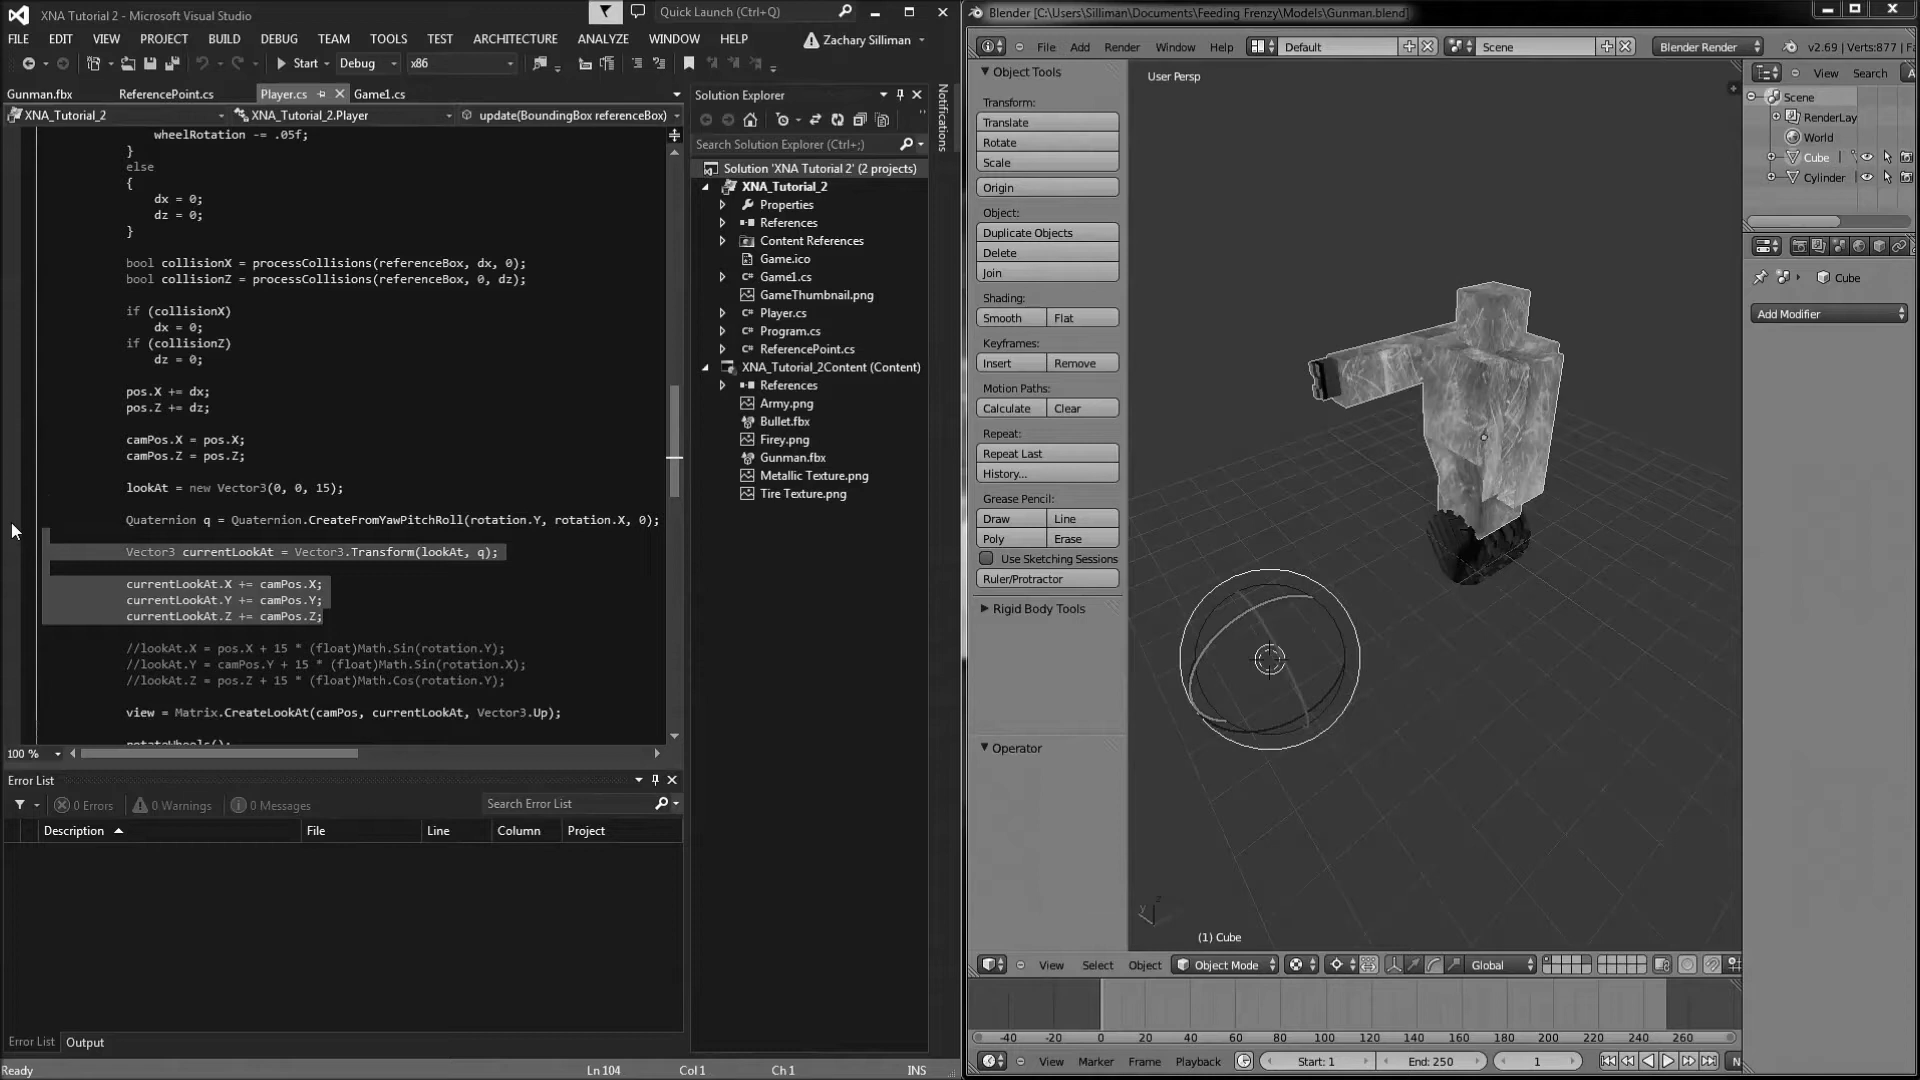 XNA Tutorial 2 - Microsoft Visual Studio
Quick Launch (Ctrl+Q)
FILE EDIT VIEW PROJECT BUILD DEBUG TEAM TOOLS TEST ARCHITECTURE ANALYZE WINDOW HELP
Zachary Silliman
Start Debug x86
Gunman.fbx ReferencePoint.cs Player.cs Game1.cs
XNA_Tutorial_2 XNA_Tutorial_2.Player update(BoundingBox referenceBox)
wheelRotation -= .05f;
}
else
{
dx = 0;
dz = 0;
}
bool collisionX = processCollisions(referenceBox, dx, 0);
bool collisionZ = processCollisions(referenceBox, 0, dz);
if (collisionX)
dx = 0;
if (collisionZ)
dz = 0;
pos.X += dx;
pos.Z += dz;
camPos.X = pos.X;
camPos.Z = pos.Z;
lookAt = new Vector3(0, 0, 15);
Quaternion q = Quaternion.CreateFromYawPitchRoll(rotation.Y, rotation.X, 0);
Vector3 currentLookAt = Vector3.Transform(lookAt, q);
currentLookAt.X += camPos.X;
currentLookAt.Y += camPos.Y;
currentLookAt.Z += camPos.Z;
//lookAt.X = pos.X + 15 * (float)Math.Sin(rotation.Y);
//lookAt.Y = camPos.Y + 15 * (float)Math.Sin(rotation.X);
//lookAt.Z = pos.Z + 15 * (float)Math.Cos(rotation.Y);
view = Matrix.CreateLookAt(camPos, currentLookAt, Vector3.Up);
rotateWheels();
100 %
Error List
0 Errors 0 Warnings 0 Messages
Search Error List
Description File Line Column Project
Error List Output
Ready Ln 104 Col 1 Ch 1 INS
Solution Explorer
Search Solution Explorer (Ctrl+;)
Solution 'XNA Tutorial 2' (2 projects)
XNA_Tutorial_2
Properties
References
Content References
Game.ico
Game1.cs
GameThumbnail.png
Player.cs
Program.cs
ReferencePoint.cs
XNA_Tutorial_2Content (Content)
References
Army.png
Bullet.fbx
Firey.png
Gunman.fbx
Metallic Texture.png
Tire Texture.png
Notifications
Blender [C:\Users\Silliman\Documents\Feeding Frenzy\Models\Gunman.blend]
File Add Render Window Help Default Scene Blender Render v2.69 | Verts:877 | Fa
Object Tools
Transform:
Translate
Rotate
Scale
Origin
Object:
Duplicate Objects
Delete
Join
Shading:
Smooth Flat
Keyframes:
Insert Remove
Motion Paths:
Calculate Clear
Repeat:
Repeat Last
History...
Grease Pencil:
Draw Line
Poly Erase
Use Sketching Sessions
Ruler/Protractor
Rigid Body Tools
Operator
User Persp
z
y
(1) Cube
View Select Object Object Mode Global
-40 -20 0 20 40 60 80 100 120 140 160 180 200 220 240 260
View Marker Frame Playback Start: 1 End: 250 1 N
View Search A
Scene
RenderLay
World
Cube |
Cylinder
Cube
Add Modifier